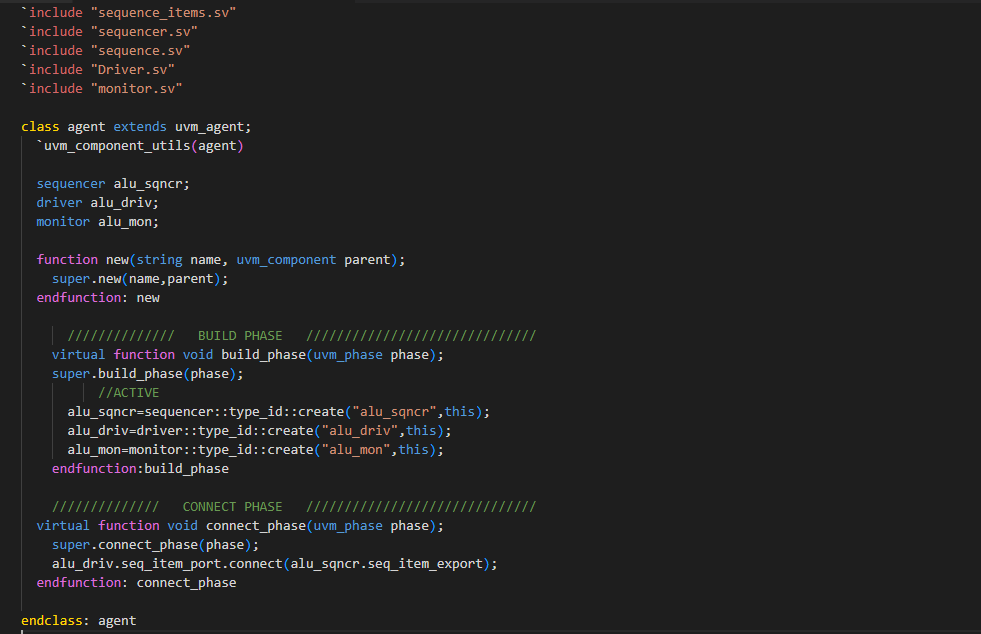 `include "sequence_items.sv"
`include "sequencer.sv"
`include "sequence.sv"
`include "Driver.sv"
`include "monitor.sv"
class agent extends uvm_agent;
`uvm_component_utils(agent)
sequencer alu_sqncr;
driver alu_driv;
monitor alu_mon;
function new(string name, uvm_component parent);
super.new(name,parent);
endfunction: new
////////////// BUILD PHASE //////////////////////////////
virtual function void build_phase(uvm_phase phase);
super.build_phase(phase);
//ACTIVE
alu_sqncr=sequencer::type_id::create("alu_sqncr",this);
alu_driv=driver::type_id::create("alu_driv",this);
alu_mon=monitor::type_id::create("alu_mon",this);
endfunction:build_phase
////////////// CONNECT PHASE //////////////////////////////
virtual function void connect_phase(uvm_phase phase);
super.connect_phase(phase);
alu_driv.seq_item_port.connect(alu_sqncr.seq_item_export);
endfunction: connect_phase
endclass: agent